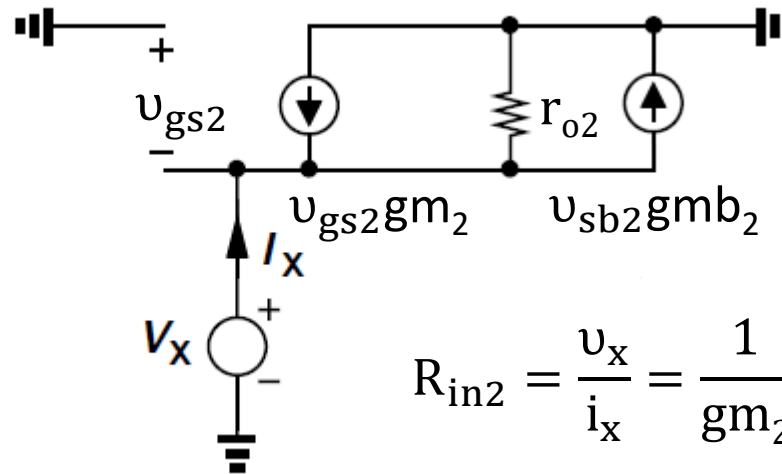 +
υgs2
−
ro2
υgs2gm2
υsb2gmb2
Ix
+
Vx
−
Rin2 = υx/ix = 1/gm2